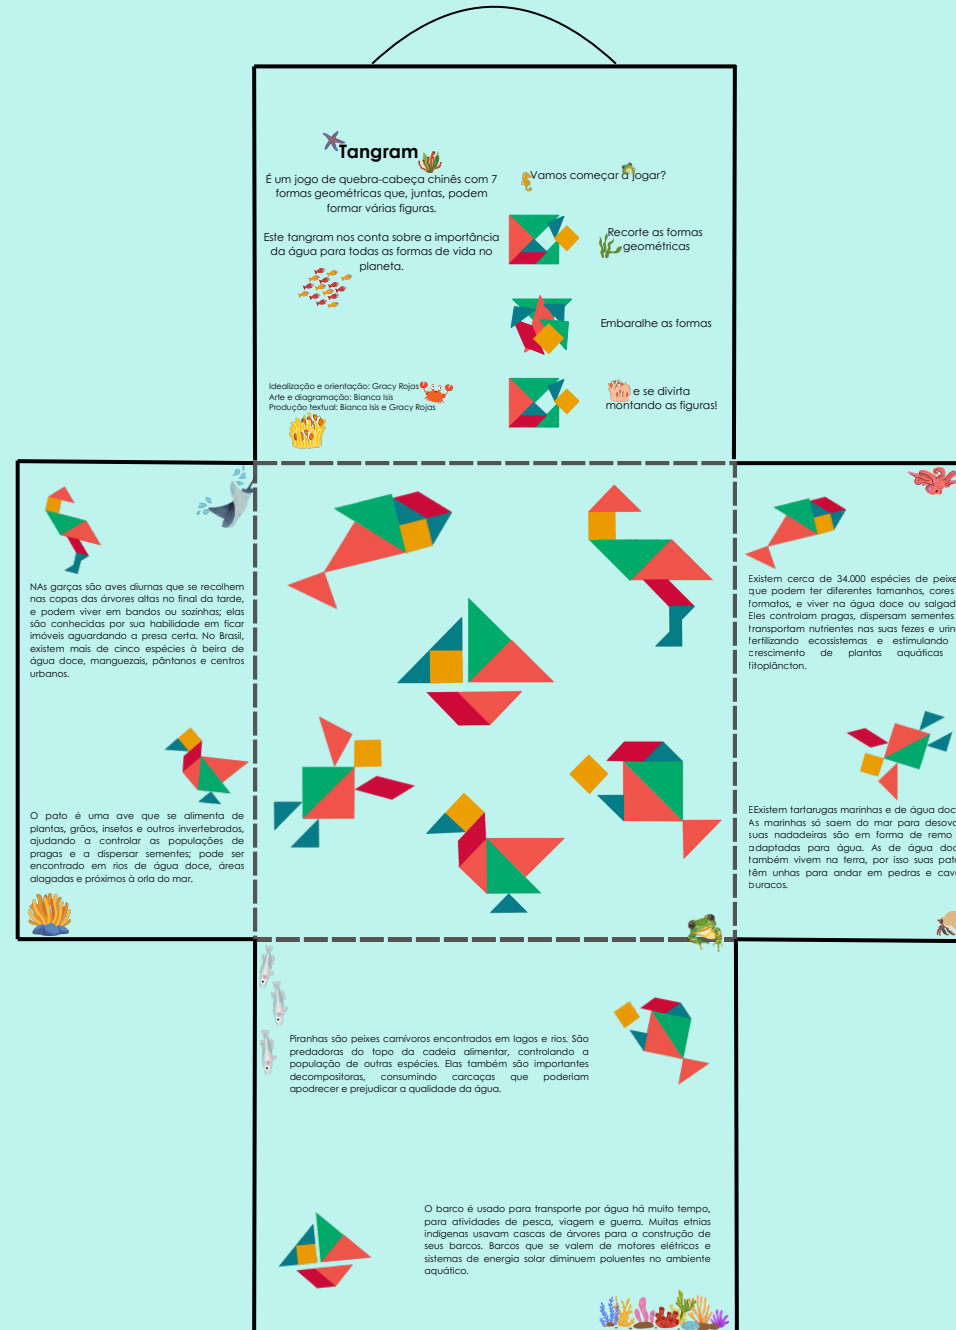 Tangram
É um jogo de quebra-cabeça chinês com 7
formas geométricas que, juntas, podem
formar várias figuras.
Este tangram nos conta sobre a importância
da água para todas as formas de vida no
planeta.
Idealização e orientação: Gracy Rojas
Arte e diagramação: Bianca Isis
Produção textual: Bianca Isis e Gracy Rojas
Vamos começar a jogar?
Recorte as formas
geométricas
Embaralhe as formas
e se divirta
montando as figuras!
NAs garças são aves diurnas que se recolhem
nas copas das árvores altas no final da tarde,
e podem viver em bandos ou sozinhas; elas
são conhecidas por sua habilidade em ficar
imóveis aguardando a presa certa. No Brasil,
existem mais de cinco espécies à beira de
água doce, manguezais, pântanos e centros
urbanos.
O pato é uma ave que se alimenta de
plantas, grãos, insetos e outros invertebrados,
ajudando a controlar as populações de
pragas e a dispersar sementes; pode ser
encontrado em rios de água doce, áreas
alagadas e próximos à orla do mar.
Existem cerca de 34.000 espécies de peixe
que podem ter diferentes tamanhos, cores
formatos, e viver na água doce ou salgad
Eles controlam pragas, dispersam sementes
transportam nutrientes nas suas fezes e urin
fertilizando ecossistemas e estimulando
crescimento de plantas aquáticas
fitoplâncton.
EExistem tartarugas marinhas e de água doc
As marinhas só saem do mar para desova
suas nadadeiras são em forma de remo
adaptadas para água. As de água doc
também vivem na terra, por isso suas pata
têm unhas para andar em pedras e cava
buracos.
Piranhas são peixes carnívoros encontrados em lagos e rios. São
predadoras do topo da cadeia alimentar, controlando a
população de outras espécies. Elas também são importantes
decompositoras, consumindo carcaças que poderiam
apodrecer e prejudicar a qualidade da água.
O barco é usado para transporte por água há muito tempo,
para atividades de pesca, viagem e guerra. Muitas etnias
indígenas usavam cascas de árvores para a construção de
seus barcos. Barcos que se valem de motores elétricos e
sistemas de energia solar diminuem poluentes no ambiente
aquático.